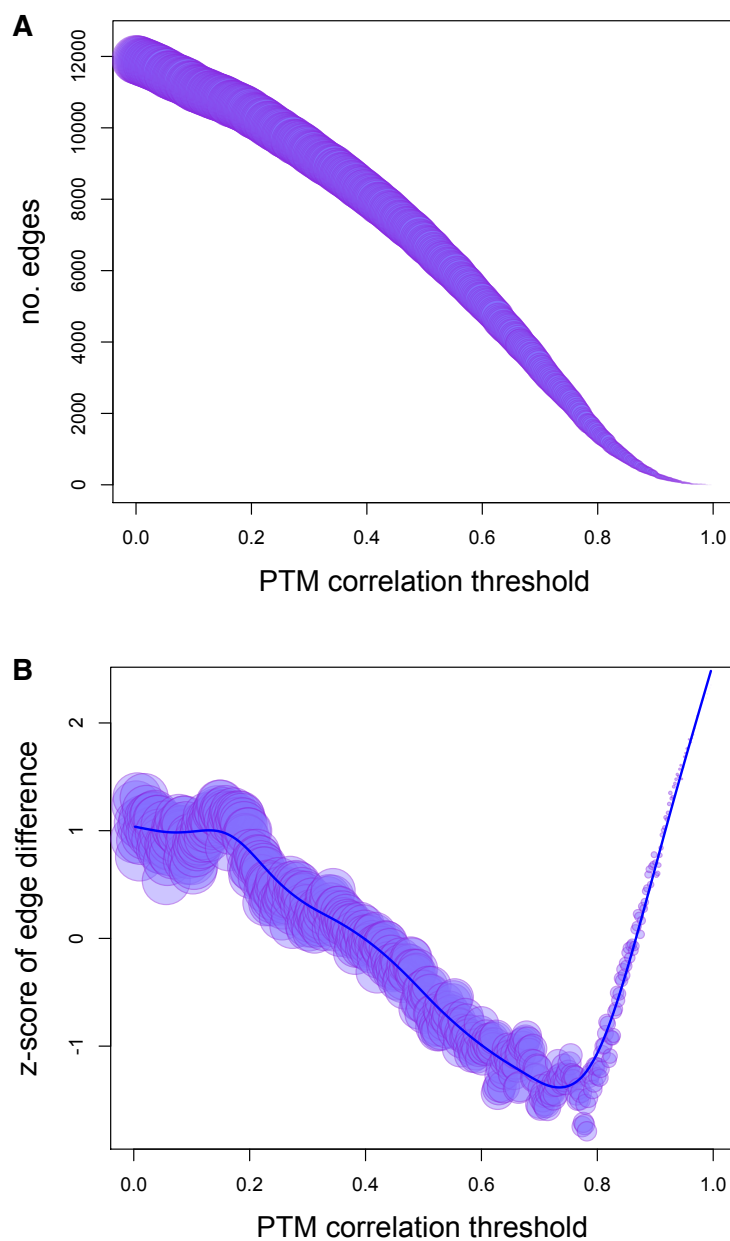 A
12000
10000
8000
6000
4000
2000
0
no. edges
0.0 0.2 0.4 0.6 0.8 1.0
PTM correlation threshold
B
2
1
0
-1
z-score of edge difference
0.0 0.2 0.4 0.6 0.8 1.0
PTM correlation threshold